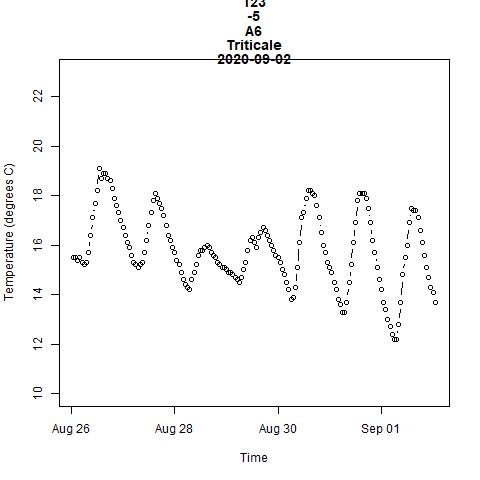 123
-5
A6
Triticale
2020-09-02
Temperature (degrees C)
22
20
18
16
14
12
10
Aug 26
Aug 28
Aug 30
Sep 01
Time